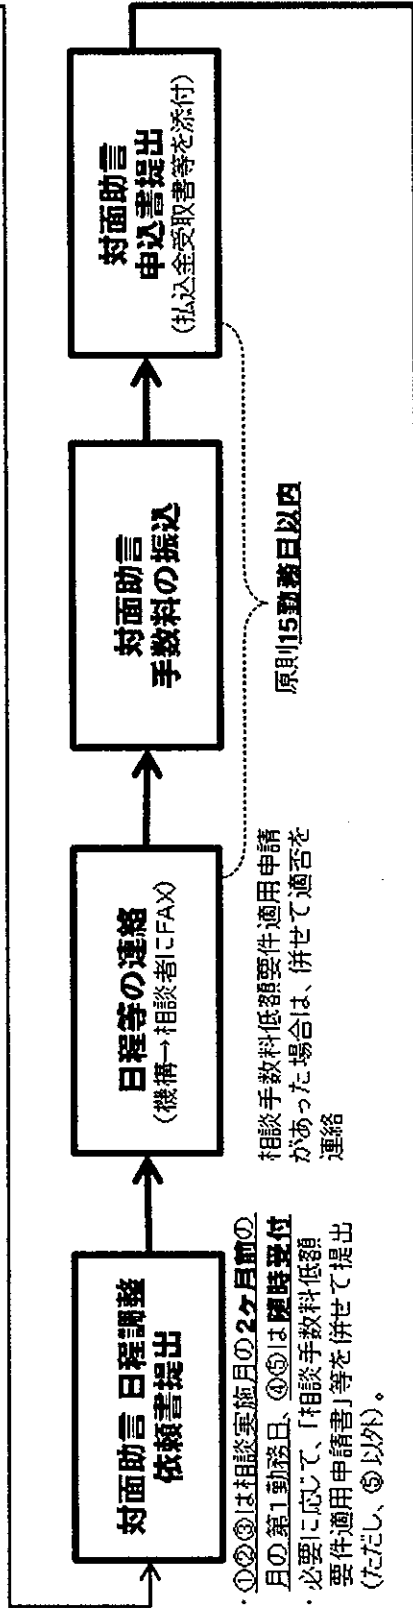 対面助言 日程調整
依頼書提出
・①②③は相談実施月の2ヶ月前の
月の第1勤務日、④⑤は随時受付
・必要に応じて、「相談手数料低額
要件適用申請書」等を併せて提出
(ただし、⑤以外)。
日程等の連絡
(機構→相談者にFAX)
相談手数料低額要件適用申請
があった場合は、併せて適否を
連絡
対面助言
手数料の振込
対面助言
申込書提出
(払込金受取書等を添付)
原則15勤務日以内